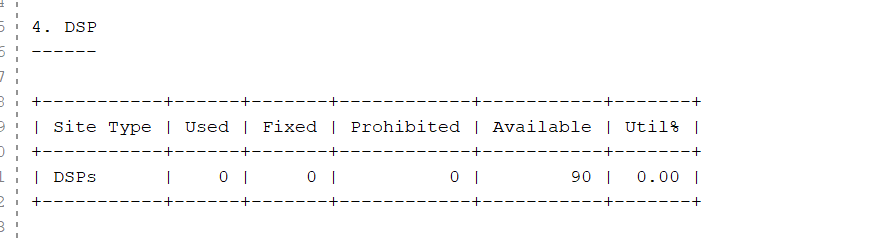 4. DSP
------
+-----------+------+-------+------------+-----------+-------+
| Site Type | Used | Fixed | Prohibited | Available | Util% |
+-----------+------+-------+------------+-----------+-------+
| DSPs      |    0 |     0 |          0 |        90 |  0.00 |
+-----------+------+-------+------------+-----------+-------+